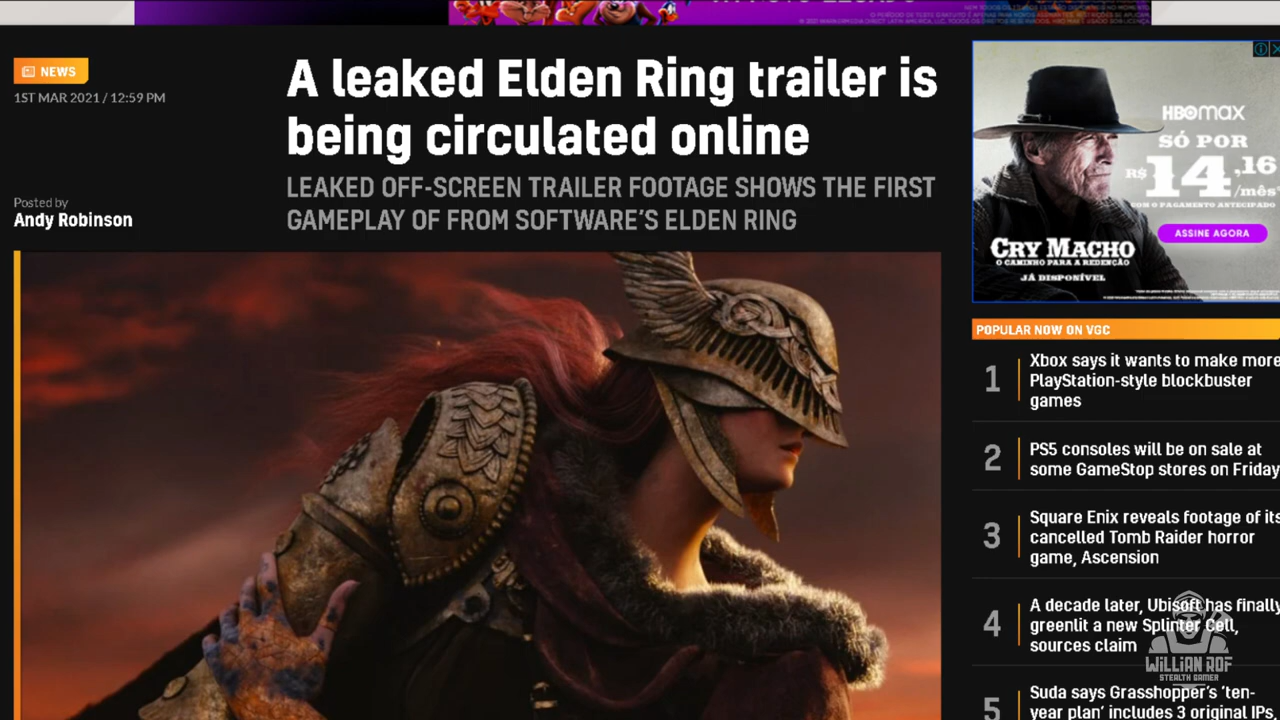 NEWS
1ST MAR 2021 / 12:59 PM
A leaked Elden Ring trailer is
being circulated online
LEAKED OFF-SCREEN TRAILER FOOTAGE SHOWS THE FIRST
GAMEPLAY OF FROM SOFTWARE'S ELDEN RING
Posted by
Andy Robinson
HBOmax
SÓ POR
R$ 14,16
/mês*
COM O PAGAMENTO ANTECIPADO
ASSINE AGORA
CRY MACHO
O CAMINHO PARA A REDENÇÃO
JÁ DISPONÍVEL
POPULAR NOW ON VGC
1
Xbox says it wants to make more
PlayStation-style blockbuster
games
2
PS5 consoles will be on sale at
some GameStop stores on Friday
3
Square Enix reveals footage of its
cancelled Tomb Raider horror
game, Ascension
4
A decade later, Ubisoft has finally
greenlit a new Splinter Cell,
sources claim
5
Suda says Grasshopper's 'ten-
year plan' includes 3 original IPs
WILLIAN ROF
STEALTH GAMER